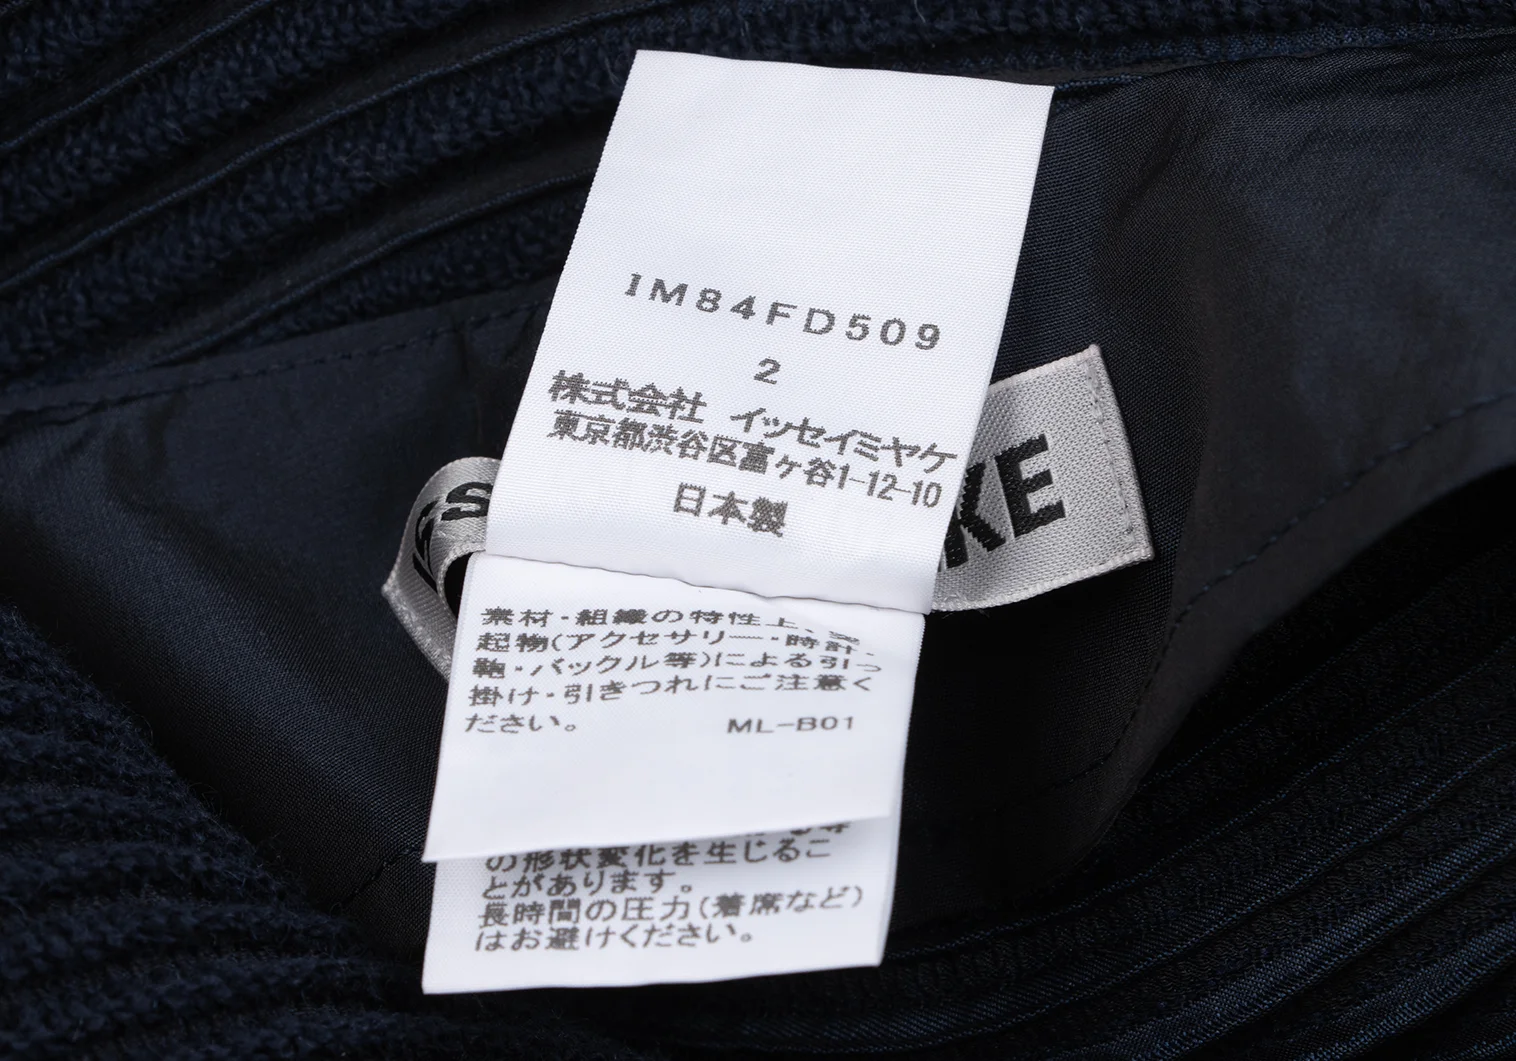 IM84FD509
2
株式会社 イッセイミヤケ
東京都渋谷区富ヶ谷1-12-10
日本製
KE
素材・組織の特性上、
起物(アクセサリー・時計・
鞄・バックル等)による引っ
掛け・引きつれにご注意く
ださい。 ML-B01
の形状変化を生じるこ
とがあります。
長時間の圧力(着席など)
はお避けください。